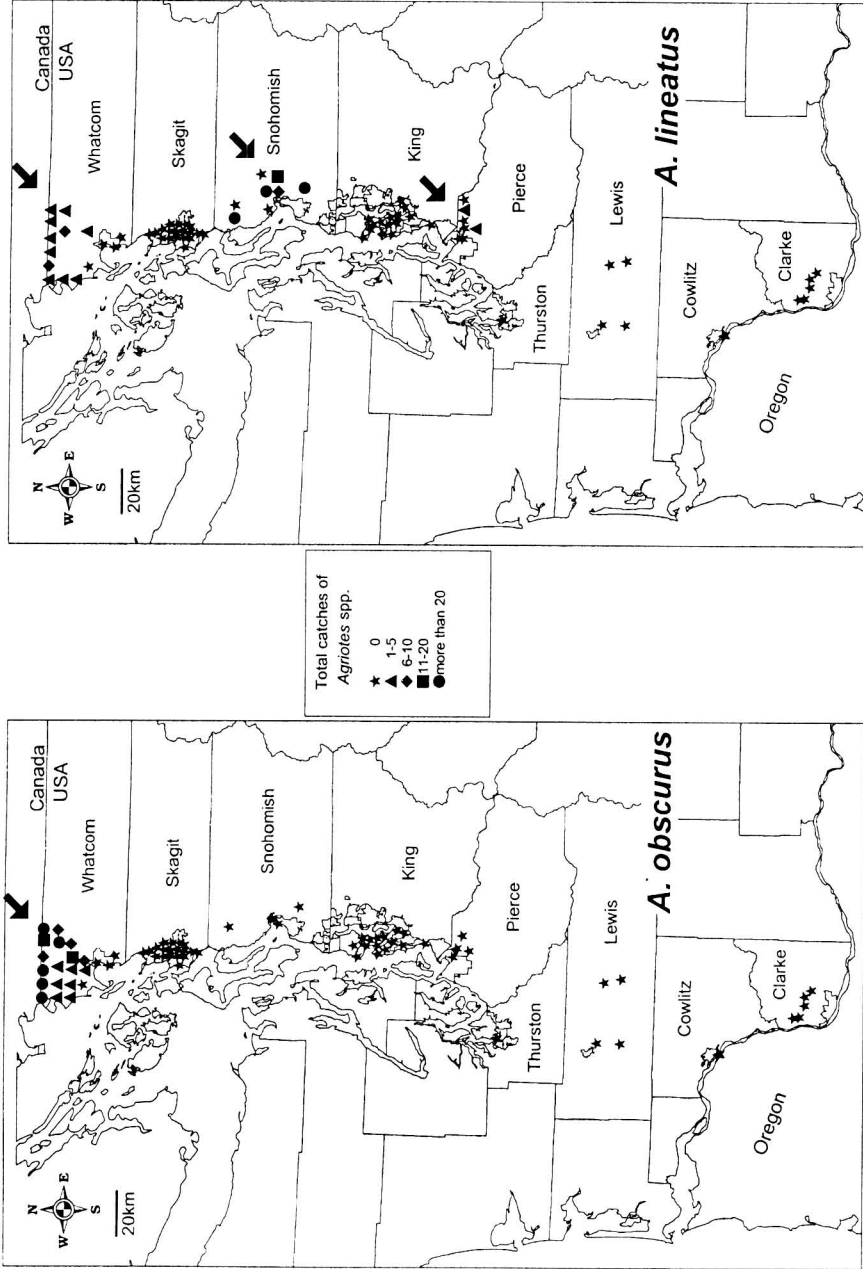 N
W E
S
20km
Canada
USA
Whatcom
Skagit
Snohomish
King
Pierce
Thurston
Lewis
Cowlitz
Clarke
Oregon
A. obscurus
Total catches of
Agriotes spp.
0
1-5
6-10
11-20
more than 20
N
W E
S
20km
Canada
USA
Whatcom
Skagit
Snohomish
King
Pierce
Thurston
Lewis
Cowlitz
Clarke
Oregon
A. lineatus